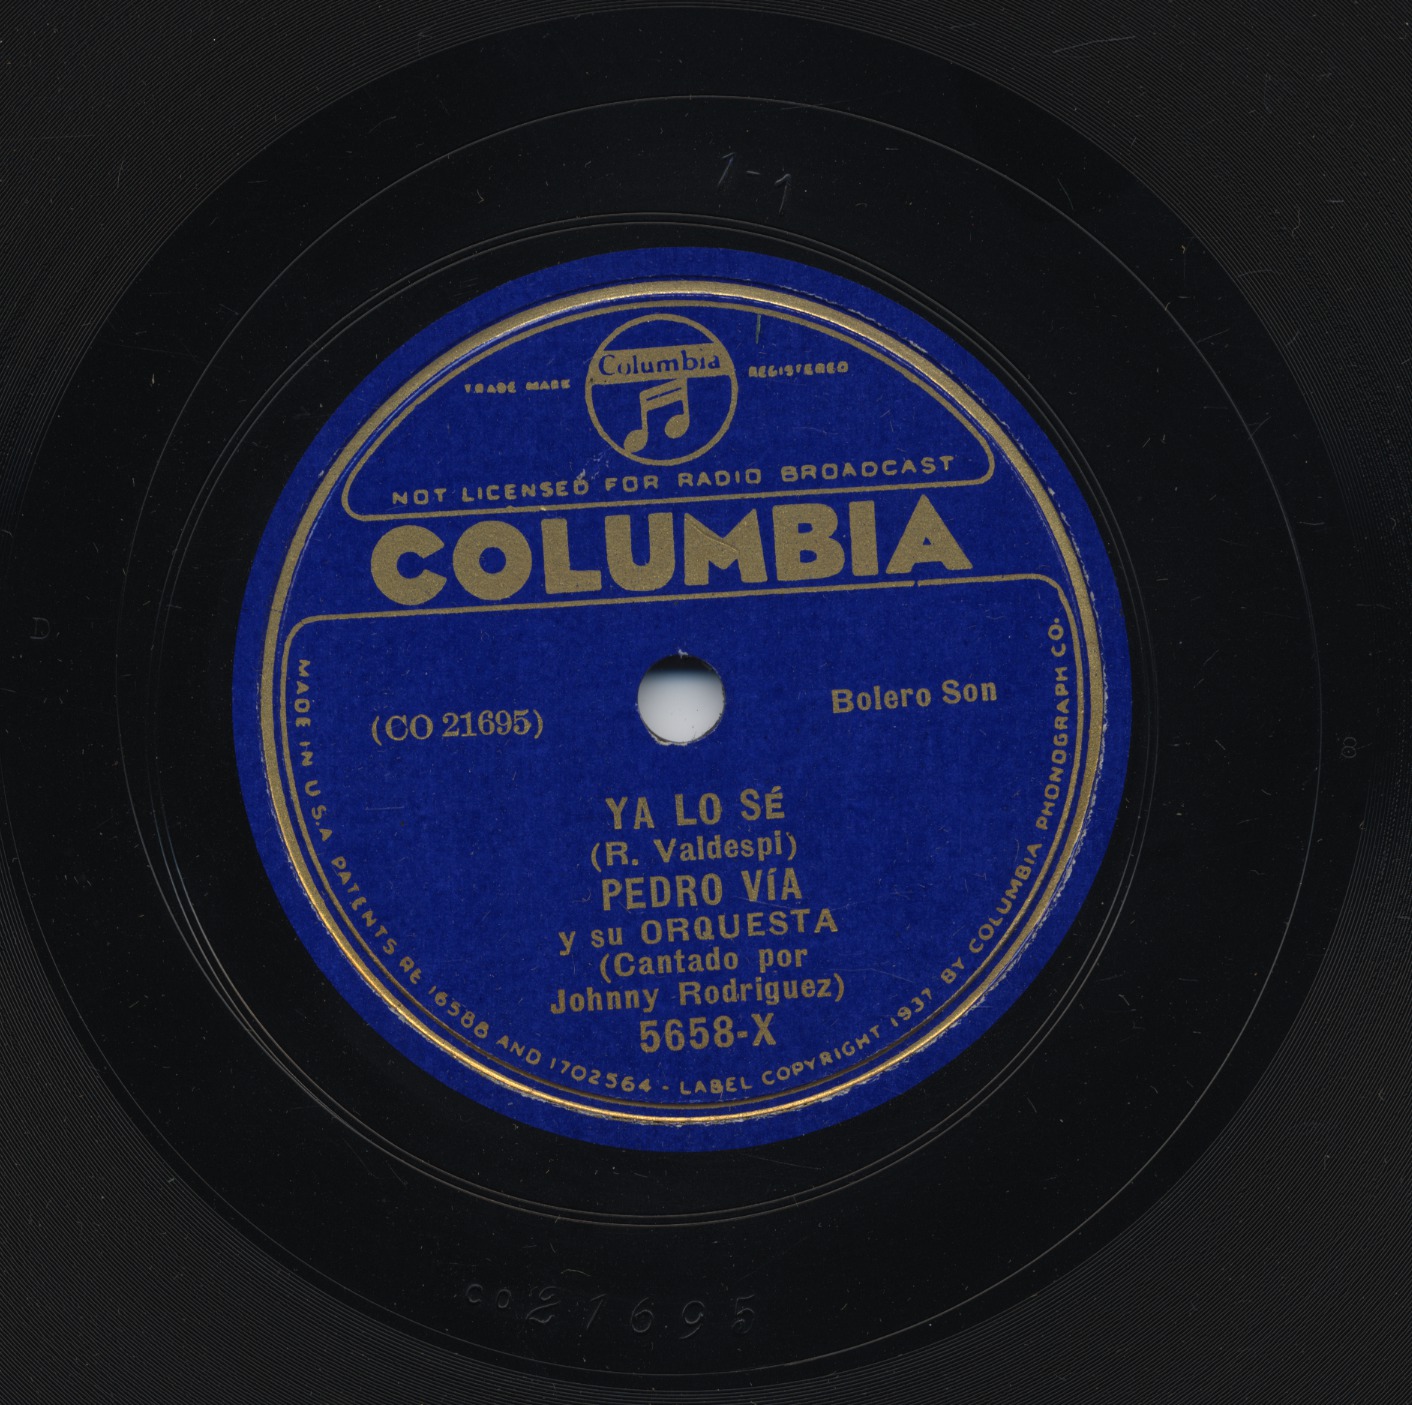 1-1
Columbia
TRADE MARK REGISTERED
NOT LICENSED FOR RADIO BROADCAST
COLUMBIA
(CO 21695)
Bolero Son
YA LO SÉ
(R. Valdespi)
PEDRO VÍA
y su ORQUESTA
(Cantado por
Johnny Rodriguez)
5658-X
MADE IN U.S.A PATENTS RE 16588 AND 1702564 - LABEL COPYRIGHT 1937 BY COLUMBIA PHONOGRAPH CO.
D
8
CO21695